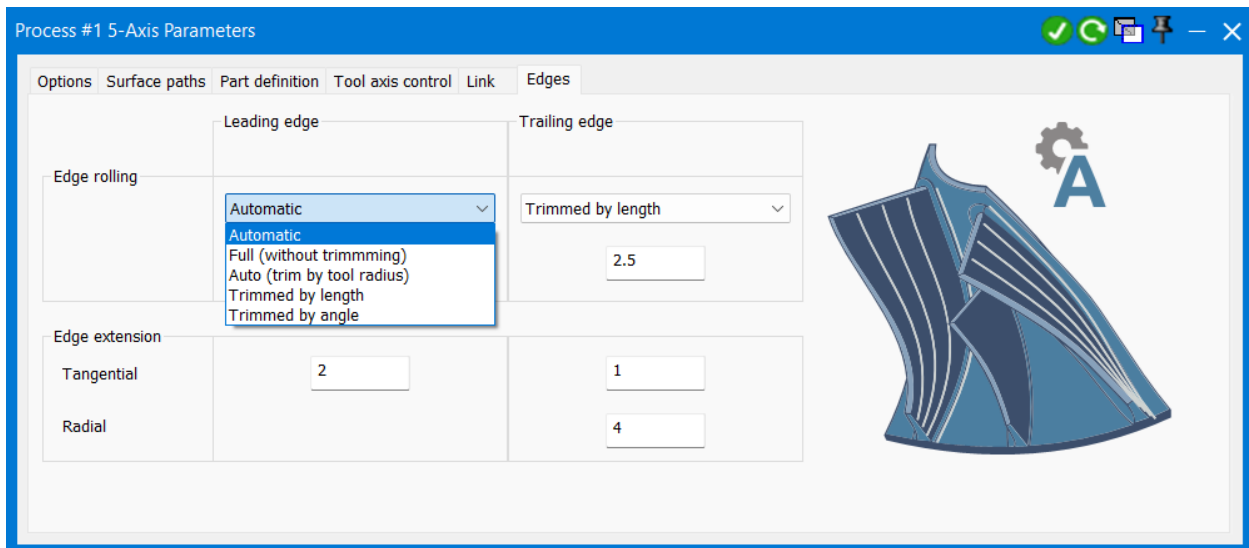 Process #1 5-Axis Parameters
Options Surface paths Part definition Tool axis control Link Edges
Leading edge Trailing edge
Edge rolling
Automatic Trimmed by length
Automatic
Full (without trimmming)
2.5
Auto (trim by tool radius)
Trimmed by length
Trimmed by angle
Edge extension
Tangential 2 1
Radial 4
A